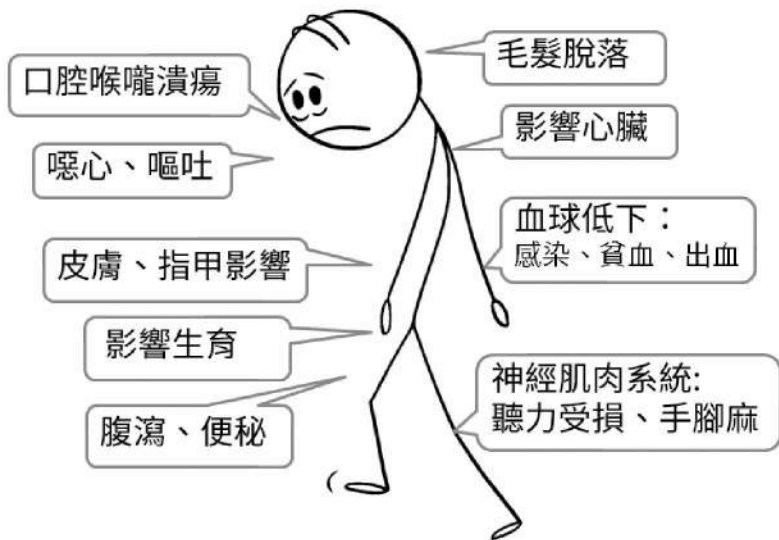 毛髮脫落
口腔喉嚨潰瘍
影響心臟
噁心、嘔吐
血球低下：
感染、貧血、出血
皮膚、指甲影響
影響生育
神經肌肉系統:
聽力受損、手腳麻
腹瀉、便秘